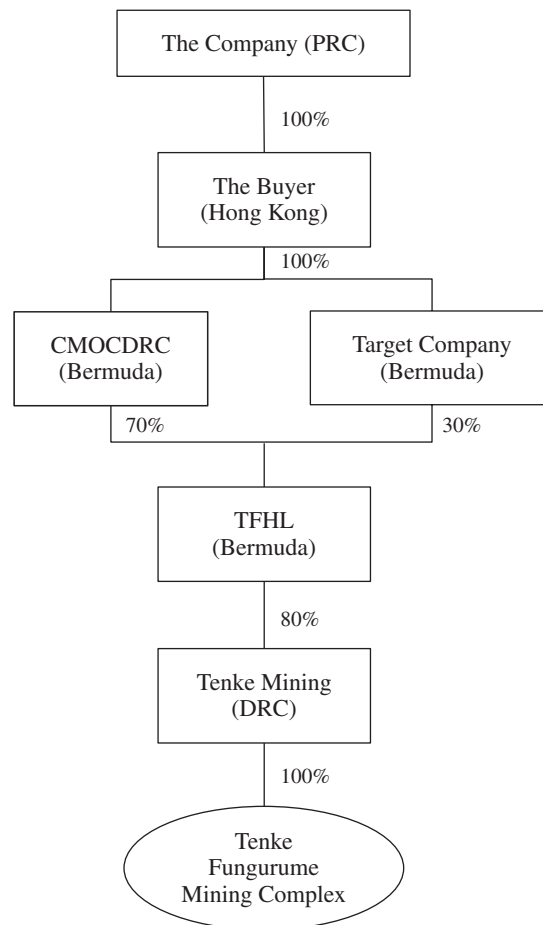 The Company (PRC)
100%
The Buyer
(Hong Kong)
100%
CMOCDRC
(Bermuda)
Target Company
(Bermuda)
70%
30%
TFHL
(Bermuda)
80%
Tenke Mining
(DRC)
100%
Tenke
Fungurume
Mining Complex